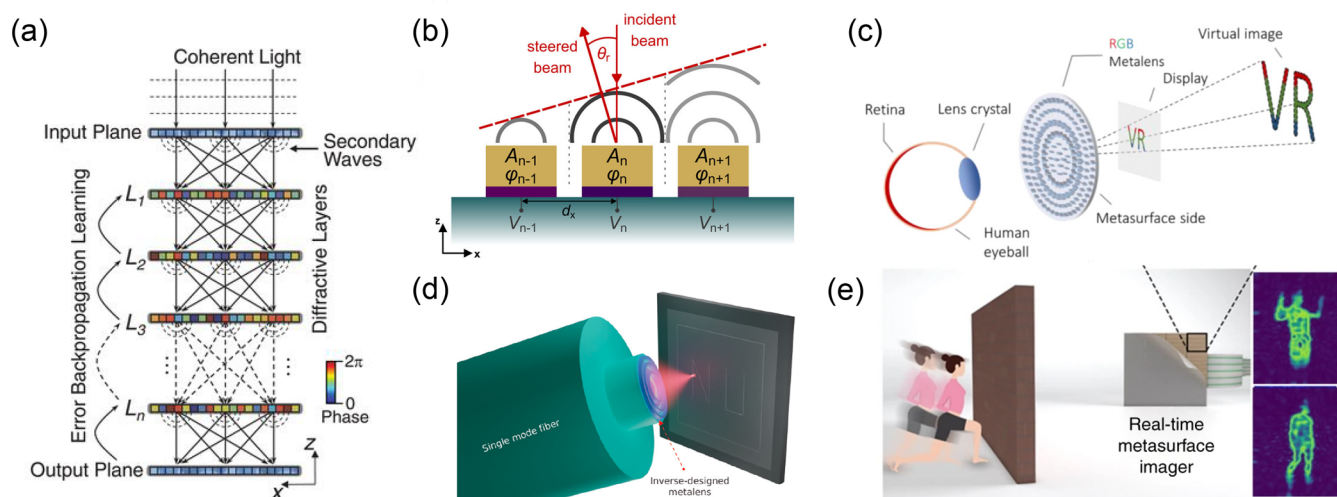 (a)
Coherent Light
Input Plane
Secondary
Waves
L1
L2
L3
Ln
Error Backpropagation Learning
Diffractive Layers
2π
0
Phase
Output Plane
z
x
(b)
steered
beam
θr
incident
beam
An-1
φn-1
An
φn
An+1
φn+1
dx
Vn-1
Vn
Vn+1
z
x
(c)
RGB
Metalens
Virtual image
Display
VR
VR
Retina
Lens crystal
Metasurface side
Human
eyeball
(d)
Single mode fiber
Inverse-designed
metalens
(e)
Real-time
metasurface
imager